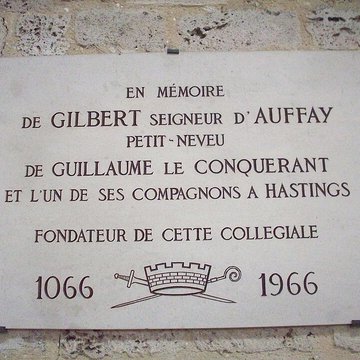 EN MÉMOIRE
DE GILBERT SEIGNEUR D'AUFFAY
PETIT-NEVEU
DE GUILLAUME LE CONQUERANT
ET L'UN DE SES COMPAGNONS A HASTINGS
FONDATEUR DE CETTE COLLEGIALE
1066 1966